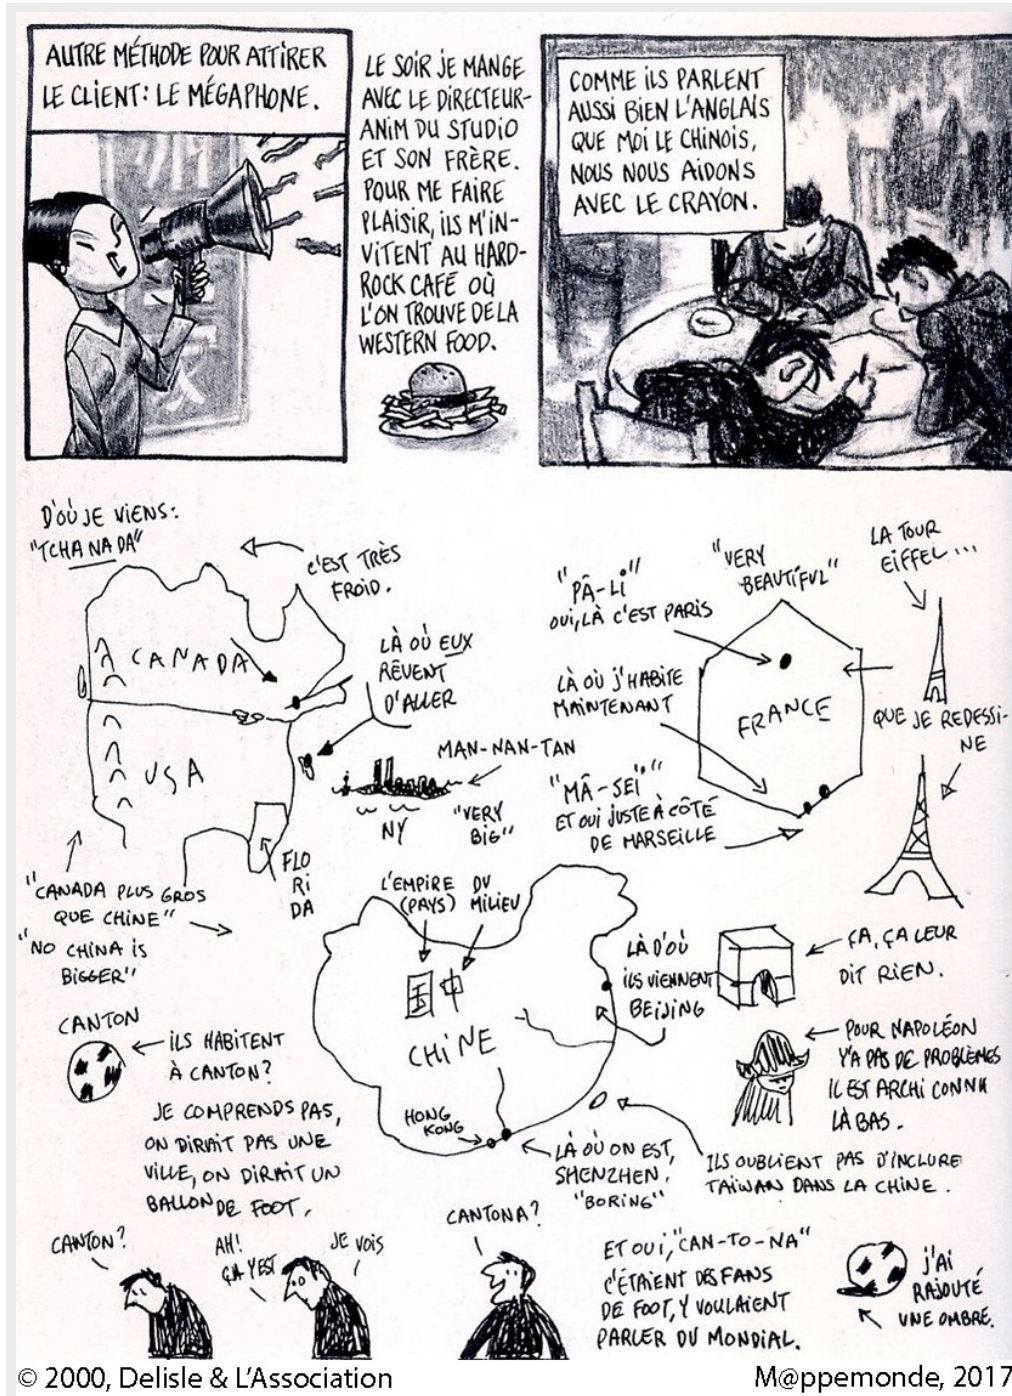 AUTRE MÉTHODE POUR ATTIRER
LE CLIENT: LE MÉGAPHONE.
LE SOIR JE MANGE
AVEC LE DIRECTEUR-
ANIM DU STUDIO
ET SON FRÈRE.
POUR ME FAIRE
PLAISIR, ILS M'IN-
VITENT AU HARD-
ROCK CAFÉ OÙ
L'ON TROUVE DE LA
WESTERN FOOD.
COMME ILS PARLENT
AUSSI BIEN L'ANGLAIS
QUE MOI LE CHINOIS,
NOUS NOUS AIDONS
AVEC LE CRAYON.
D'OÙ JE VIENS:
"TCHANADA"
C'EST TRÈS
FROID.
CANADA
USA
LÀ OÙ EUX
RÊVENT
D'ALLER
MAN-NAN-TAN
NY
"VERY
BIG"
FLO
RI
DA
"CANADA PLUS GROS
QUE CHINE"
"NO CHINA IS
BIGGER"
"PÂ-LI"
OUI, LÀ C'EST PARIS
"VERY
BEAUTIFUL"
LA TOUR
EIFFEL...
LÀ OÙ J'HABITE
MAINTENANT
FRANCE
QUE JE REDESSI-
NE
"MÂ-SEÏ"
ET OUI JUSTE À CÔTÉ
DE MARSEILLE
L'EMPIRE DU
(PAYS) MILIEU
国中
CHINE
HONG
KONG
LÀ D'OÙ
ILS VIENNENT
BEIJING
ÇA, ÇA LEUR
DIT RIEN.
POUR NAPOLÉON
Y'A PAS DE PROBLÈMES
IL EST ARCHI CONNU
LÀ BAS.
LÀ OÙ ON EST,
SHENZHEN.
"BORING"
ILS OUBLIENT PAS D'INCLURE
TAÏWAN DANS LA CHINE.
CANTON
ILS HABITENT
À CANTON?
JE COMPRENDS PAS,
ON DIRAIT PAS UNE
VILLE, ON DIRAIT UN
BALLON DE FOOT.
CANTON?
AH!
ÇA Y EST
JE VOIS
CANTONA?
ET OUI, "CAN-TO-NA"
C'ÉTAIENT DES FANS
DE FOOT, Y VOULAIENT
PARLER DU MONDIAL.
J'AI
RAJOUTÉ
UNE OMBRE.
© 2000, Delisle & L'Association
M@ppemonde, 2017